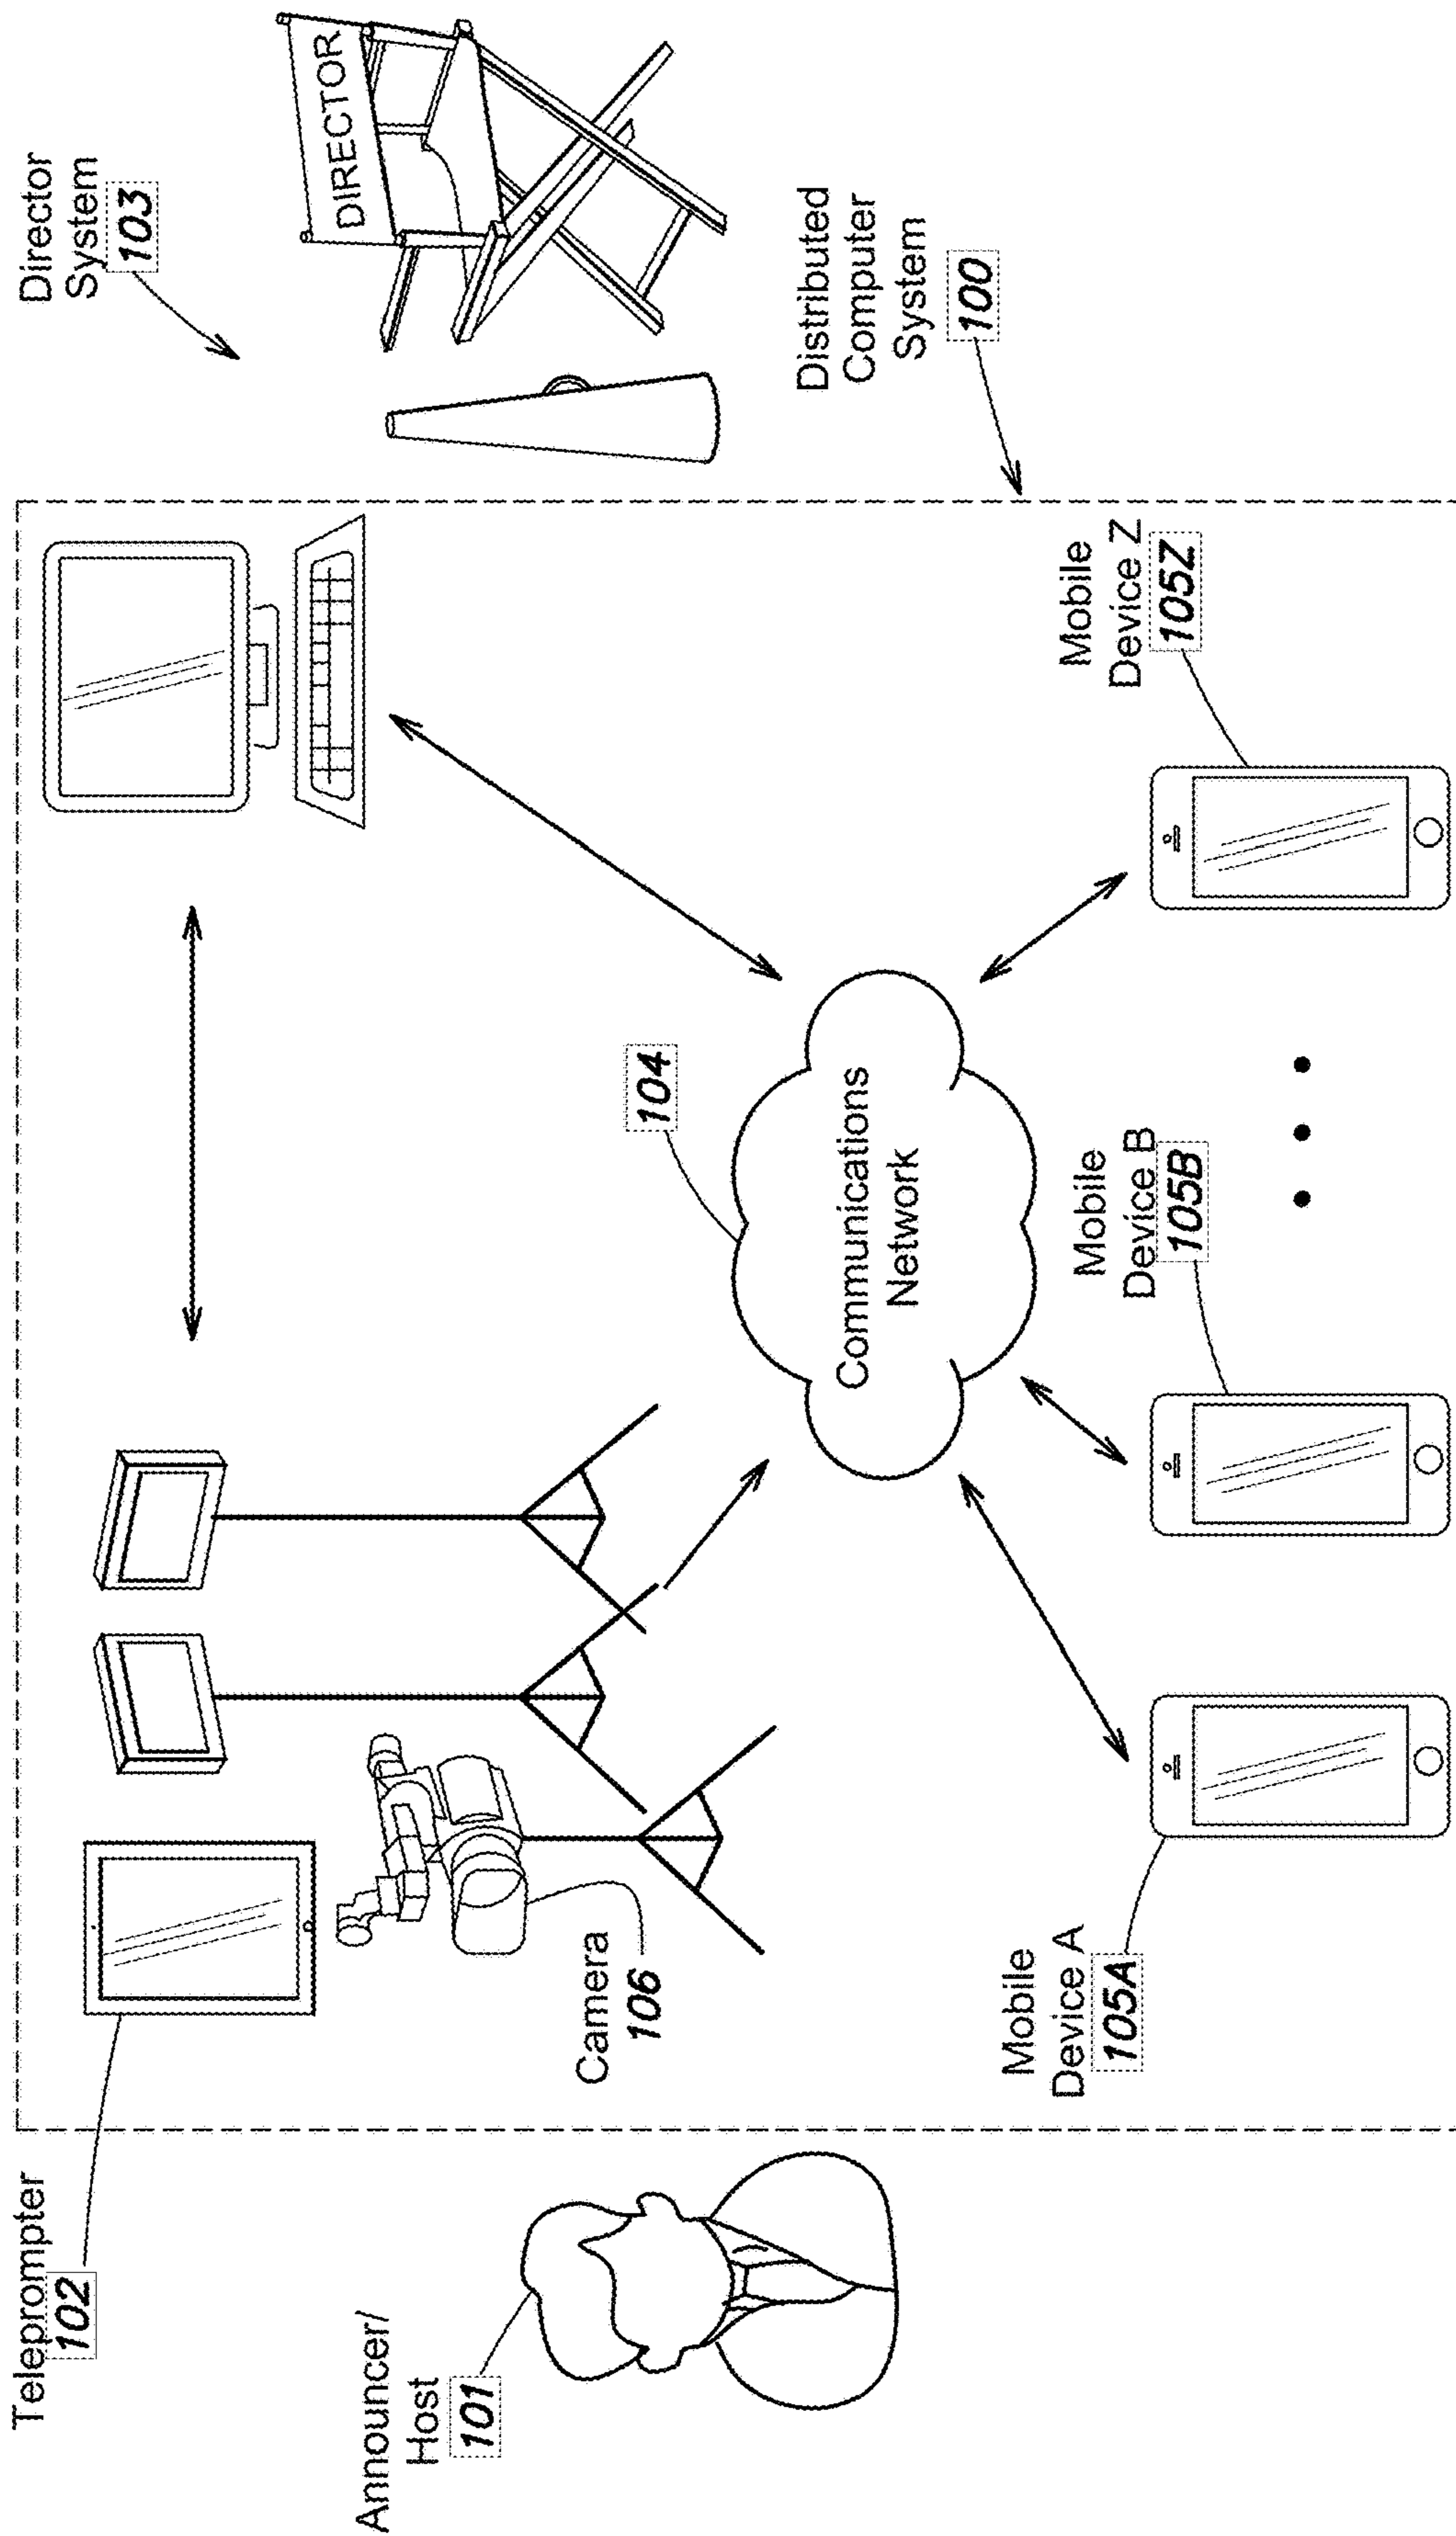 Teleprompter
102
Announcer/
Host
101
Camera
106
Director
System
103
DIRECTOR
Distributed
Computer
System
100
104
Communications
Network
Mobile
Device A
105A
Mobile
Device B
105B
Mobile
Device Z
105Z